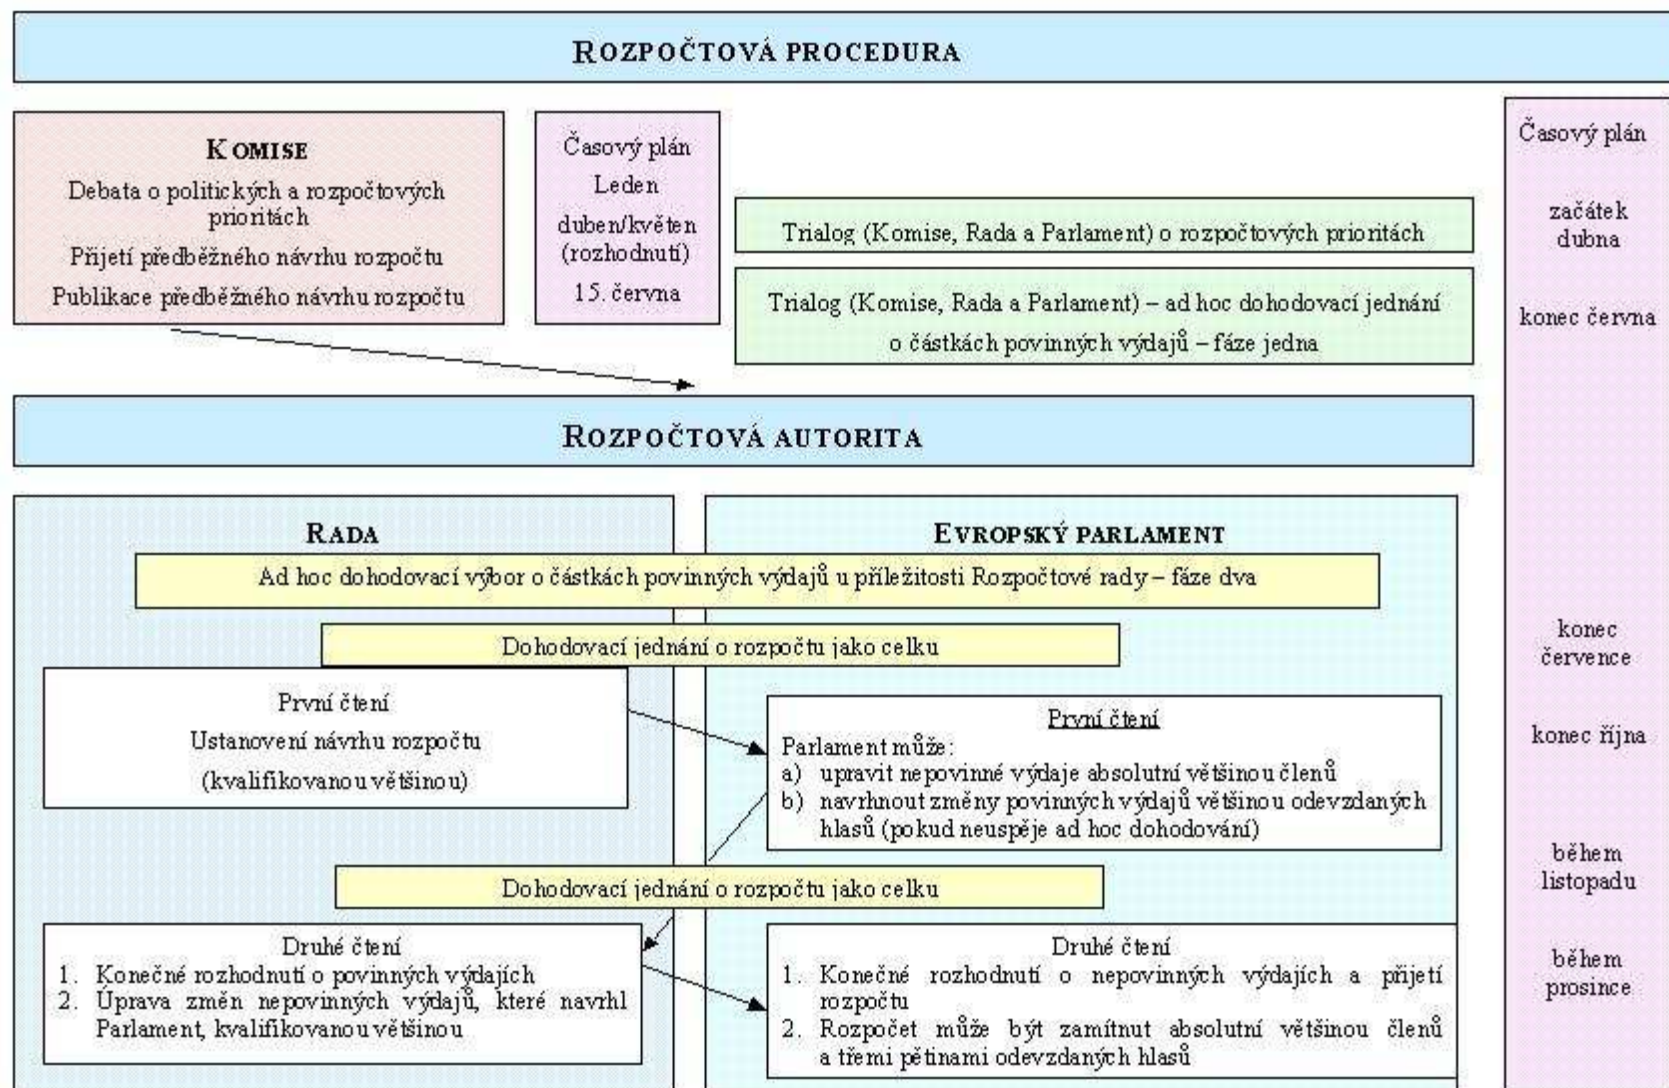 ROZPOČTOVÁ PROCEDURA
KOMISE
Debata o politických a rozpočtových
prioritách
Přijetí předběžného návrhu rozpočtu
Publikace předběžného návrhu rozpočtu
Časový plán
Leden
duben/květen
(rozhodnutí)
15. června
Trialog (Komise, Rada a Parlament) o rozpočtových prioritách
Trialog (Komise, Rada a Parlament) – ad hoc dohodovací jednání
o částkách povinných výdajů – fáze jedna
Časový plán
začátek
dubna
konec června
konec
července
konec října
během
listopadu
během
prosince
ROZPOČTOVÁ AUTORITA
RADA
EVROPSKÝ PARLAMENT
Ad hoc dohodovací výbor o částkách povinných výdajů u příležitosti Rozpočtové rady – fáze dva
Dohodovací jednání o rozpočtu jako celku
První čtení
Ustanovení návrhu rozpočtu
(kvalifikovanou většinou)
První čtení
Parlament může:
a) upravit nepovinné výdaje absolutní většinou členů
b) navrhnout změny povinných výdajů většinou odevzdaných
hlasů (pokud neuspěje ad hoc dohodování)
Dohodovací jednání o rozpočtu jako celku
Druhé čtení
1. Konečné rozhodnutí o povinných výdajích
2. Úprava změn nepovinných výdajů, které navrhl
Parlament, kvalifikovanou většinou
Druhé čtení
1. Konečné rozhodnutí o nepovinných výdajích a přijetí
rozpočtu
2. Rozpočet může být zamítnut absolutní většinou členů
a třemi pětinami odevzdaných hlasů